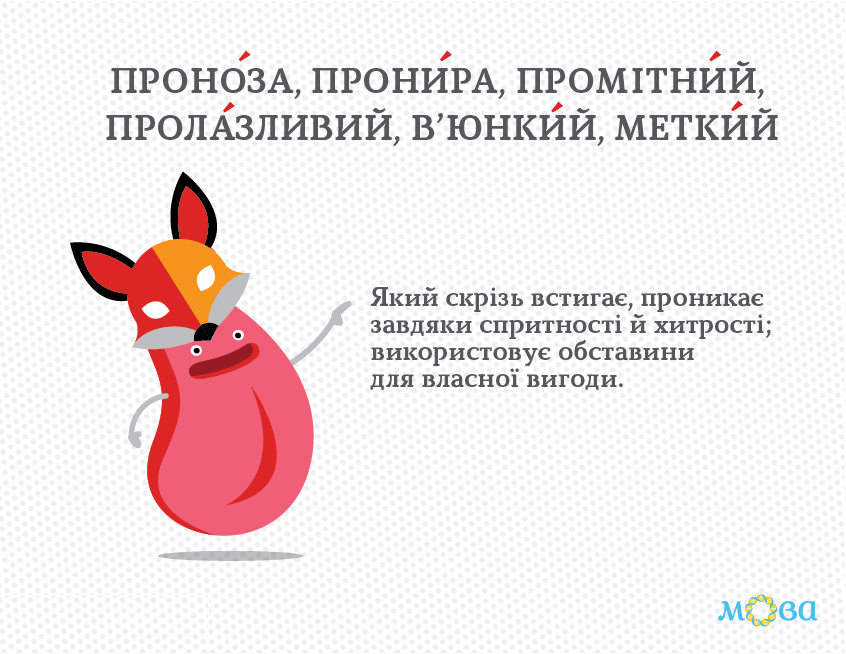 ПРОНО́ЗА, ПРОНИ́РА, ПРОМІТНИ́Й,
ПРОЛА́ЗЛИВИЙ, В’ЮНКИ́Й, МЕТКИ́Й
Який скрізь встигає, проникає
завдяки спритності й хитрості;
використовує обставини
для власної вигоди.
мова